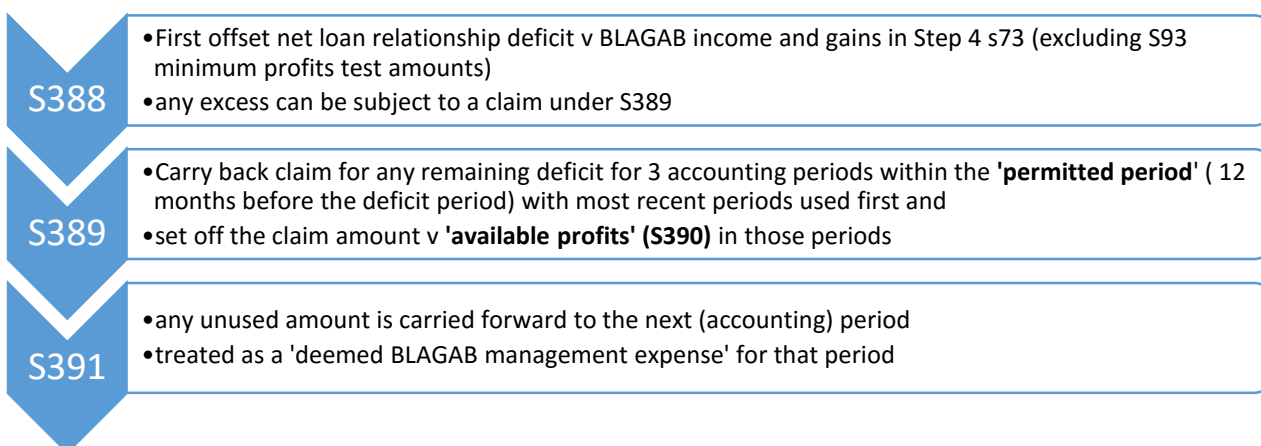 S388
•First offset net loan relationship deficit v BLAGAB income and gains in Step 4 s73 (excluding S93
minimum profits test amounts)
•any excess can be subject to a claim under S389
S389
•Carry back claim for any remaining deficit for 3 accounting periods within the 'permitted period' ( 12
months before the deficit period) with most recent periods used first and
•set off the claim amount v 'available profits' (S390) in those periods
S391
•any unused amount is carried forward to the next (accounting) period
•treated as a 'deemed BLAGAB management expense' for that period